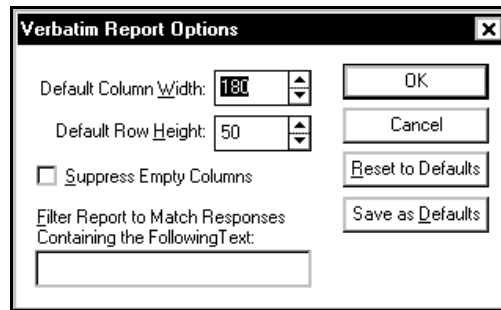 Verbatim Report Options
Default Column Width: 180
Default Row Height: 50
Suppress Empty Columns
Filter Report to Match Responses
Containing the FollowingText:
OK
Cancel
Reset to Defaults
Save as Defaults